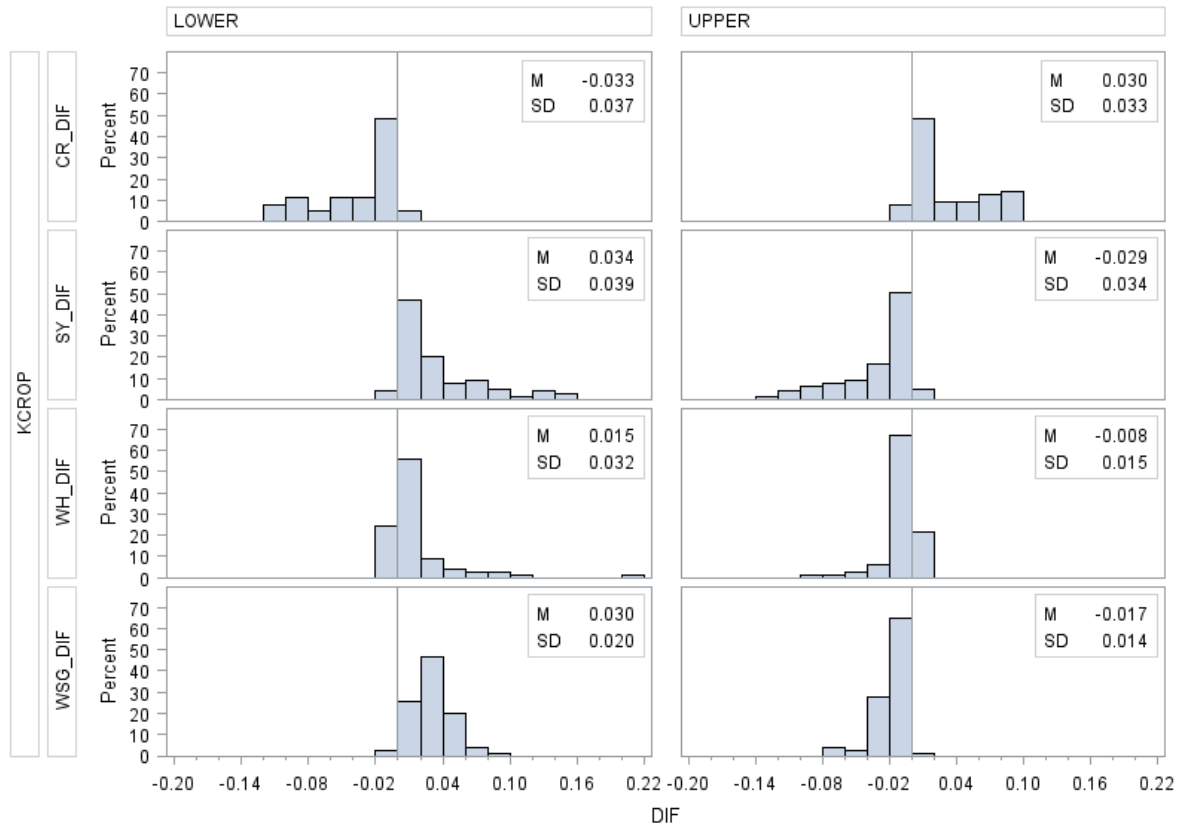 LOWER
UPPER
KCROP
CR_DIF
Percent
70
60
50
40
30
20
10
0
M -0.033
SD 0.037
M 0.030
SD 0.033
SY_DIF
Percent
70
60
50
40
30
20
10
0
M 0.034
SD 0.039
M -0.029
SD 0.034
WH_DIF
Percent
70
60
50
40
30
20
10
0
M 0.015
SD 0.032
M -0.008
SD 0.015
WSG_DIF
Percent
70
60
50
40
30
20
10
0
M 0.030
SD 0.020
M -0.017
SD 0.014
-0.20 -0.14 -0.08 -0.02 0.04 0.10 0.16 0.22
-0.20 -0.14 -0.08 -0.02 0.04 0.10 0.16 0.22
DIF